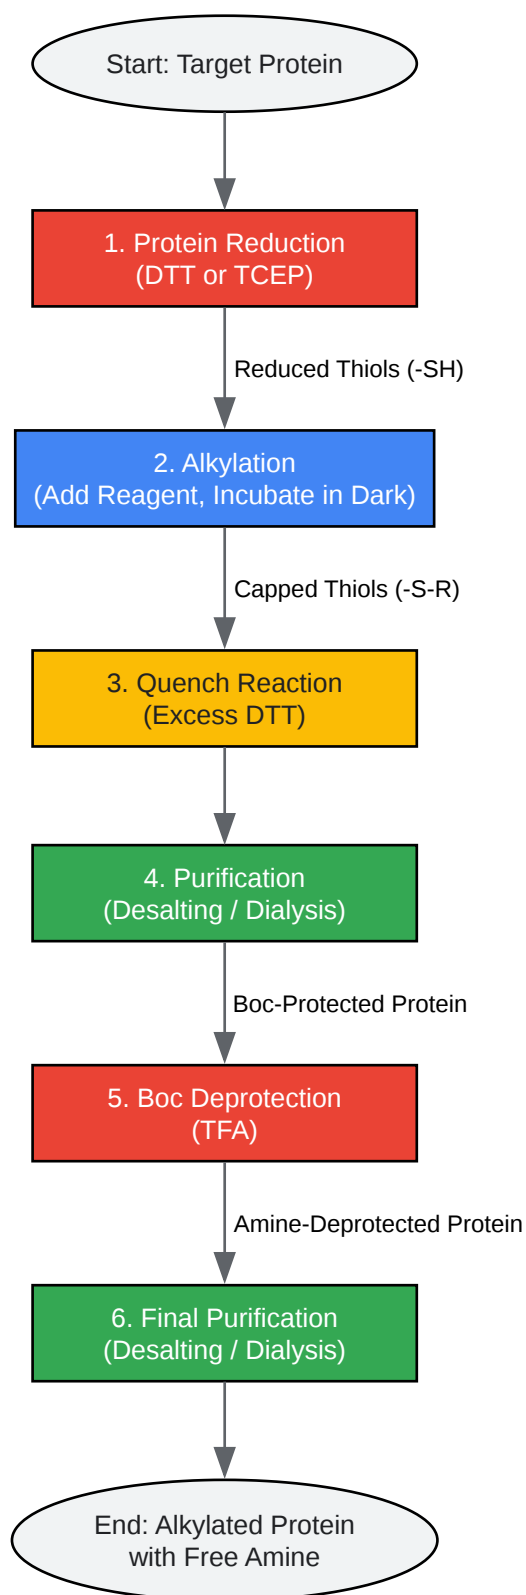 Start: Target Protein
1. Protein Reduction
(DTT or TCEP)
Reduced Thiols (-SH)
2. Alkylation
(Add Reagent, Incubate in Dark)
Capped Thiols (-S-R)
3. Quench Reaction
(Excess DTT)
4. Purification
(Desalting / Dialysis)
Boc-Protected Protein
5. Boc Deprotection
(TFA)
Amine-Deprotected Protein
6. Final Purification
(Desalting / Dialysis)
End: Alkylated Protein
with Free Amine